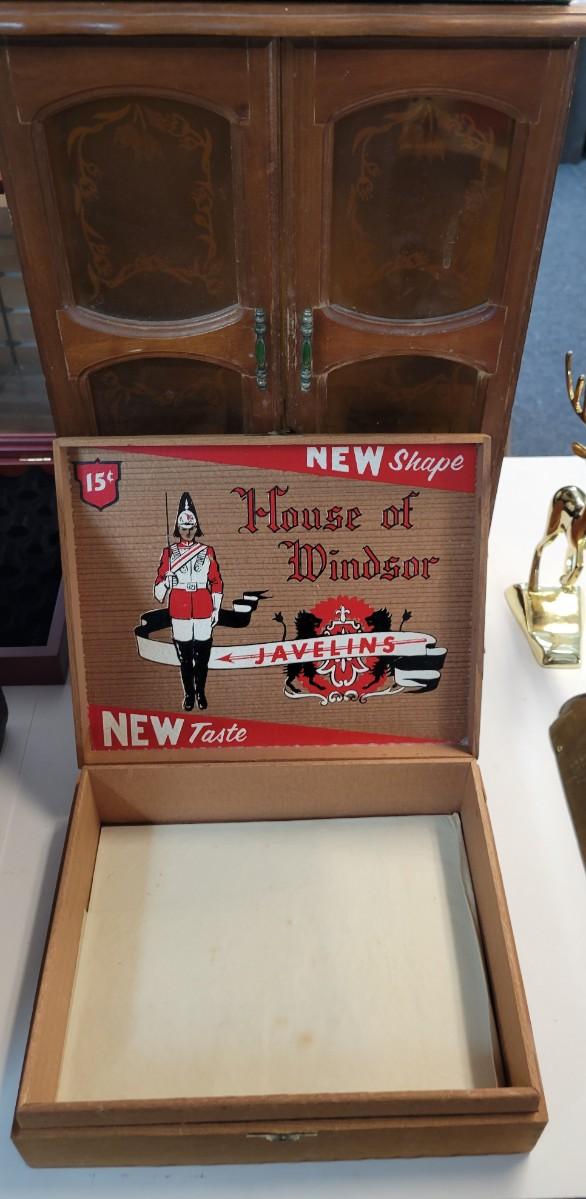 NEW Shape
15¢
House of
Windsor
JAVELINS
NEW Taste